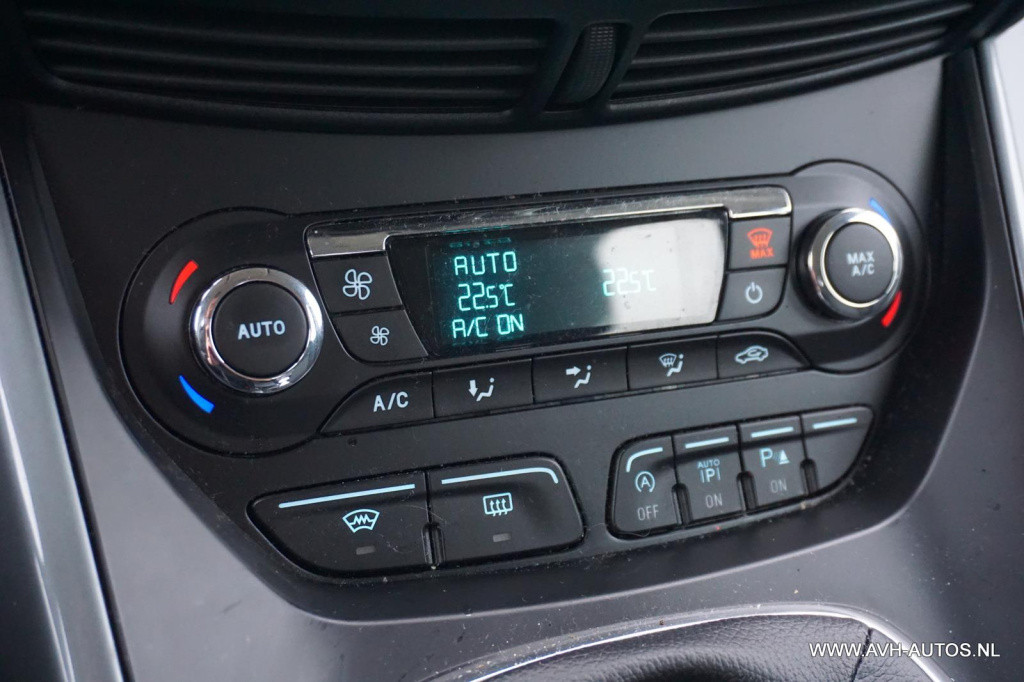 AUTO
22.5°C
A/C ON
22.5°C
MAX
MAX
A/C
AUTO
A/C
A
OFF
AUTO
P
ON
P
ON
WWW.AVH-AUTOS.NL